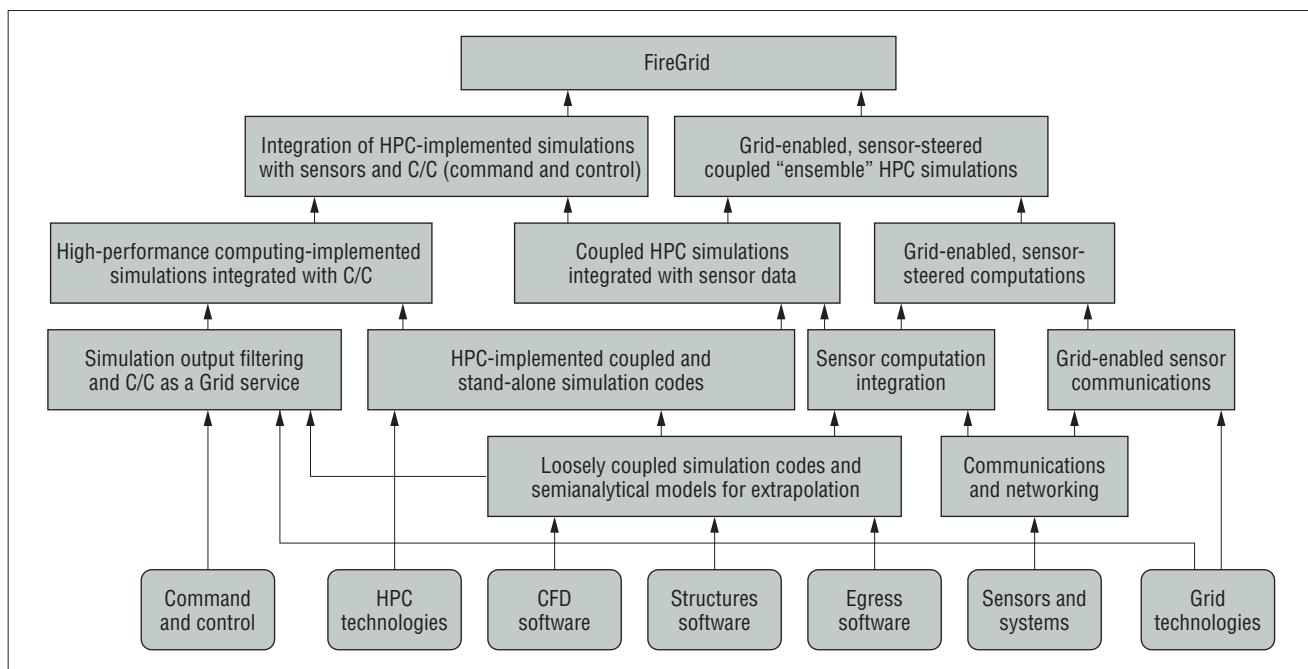 FireGrid
Integration of HPC-implemented simulations
with sensors and C/C (command and control)
Grid-enabled, sensor-steered
coupled “ensemble” HPC simulations
High-performance computing-implemented
simulations integrated with C/C
Coupled HPC simulations
integrated with sensor data
Grid-enabled, sensor-
steered computations
Simulation output filtering
and C/C as a Grid service
HPC-implemented coupled and
stand-alone simulation codes
Sensor computation
integration
Grid-enabled sensor
communications
Loosely coupled simulation codes and
semianalytical models for extrapolation
Communications
and networking
Command
and control
HPC
technologies
CFD
software
Structures
software
Egress
software
Sensors and
systems
Grid
technologies